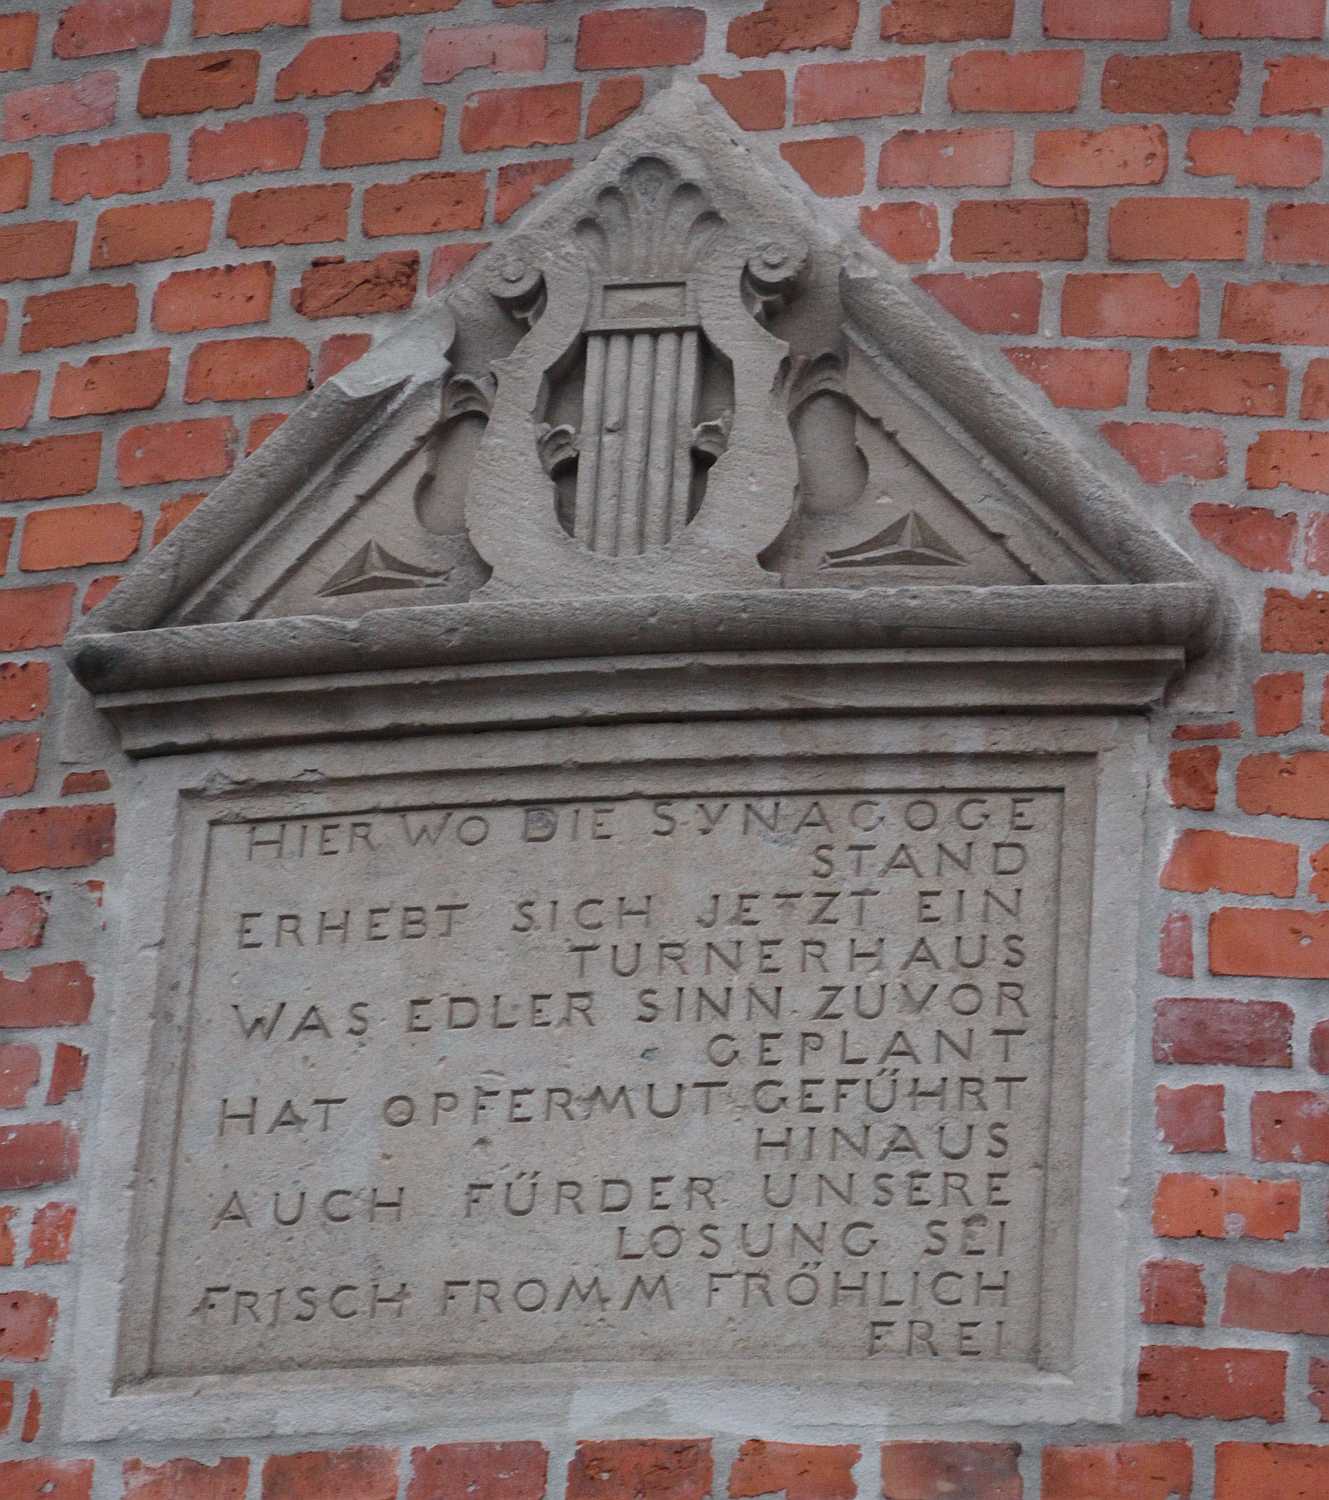 HIER WO DIE SYNAGOGE
STAND
ERHEBT SICH JETZT EIN
TURNERHAUS
WAS EDLER SINN ZUVOR
GEPLANT
HAT OPFERMUT GEFÜHRT
HINAUS
AUCH FÜRDER UNSERE
LOSUNG SEI
FRISCH FROMM FRÖHLICH
FREI